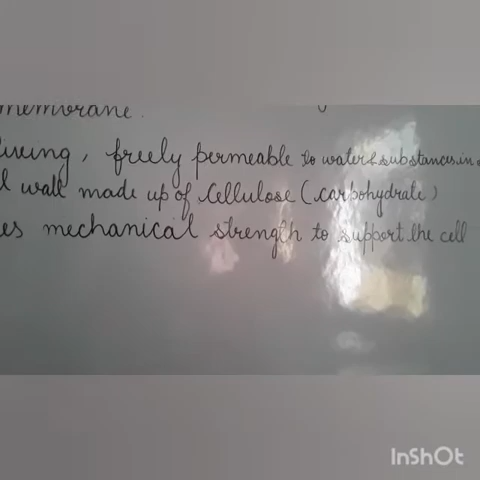 membrane.
living, freely permeable to water & substances in
l wall made up of cellulose (carbohydrate)
es mechanical strength to support the cell
InShOt